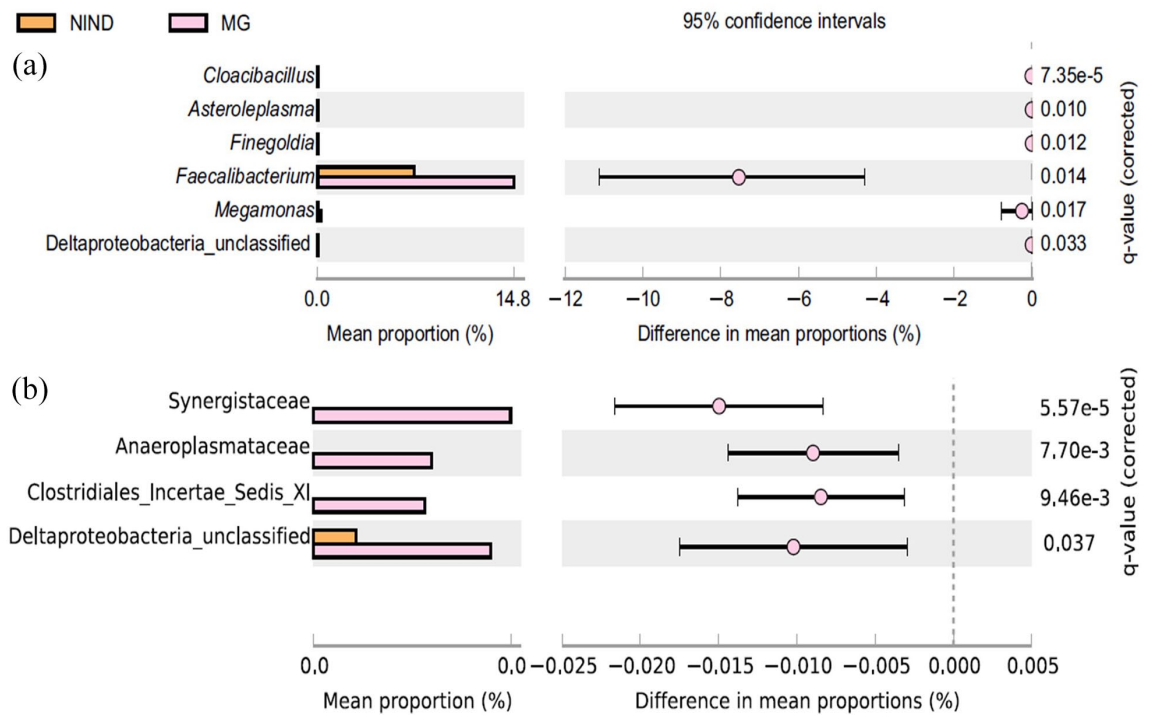 NIND MG 95% confidence intervals
(a)
Cloacibacillus 7.35e-5
Asteroleplasma 0.010
Finegoldia 0.012
Faecalibacterium 0.014
Megamonas 0.017
Deltaproteobacteria_unclassified 0.033
q-value (corrected)
0.0 14.8 −12 −10 −8 −6 −4 −2 0
Mean proportion (%) Difference in mean proportions (%)
(b)
Synergistaceae 5.57e-5
Anaeroplasmataceae 7.70e-3
Clostridiales_Incertae_Sedis_XI 9.46e-3
Deltaproteobacteria_unclassified 0.037
q-value (corrected)
0.0 0.0 −0.025 −0.020 −0.015 −0.010 −0.005 0.000 0.005
Mean proportion (%) Difference in mean proportions (%)